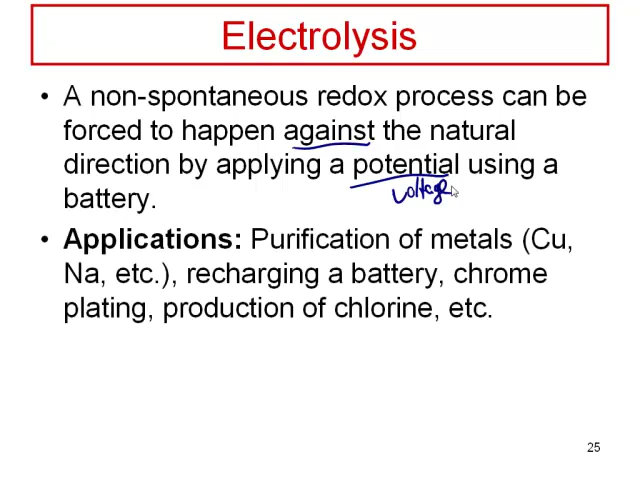 Electrolysis
• A non-spontaneous redox process can be
forced to happen against the natural
direction by applying a potential using a
voltage
battery.
• Applications: Purification of metals (Cu,
Na, etc.), recharging a battery, chrome
plating, production of chlorine, etc.
25